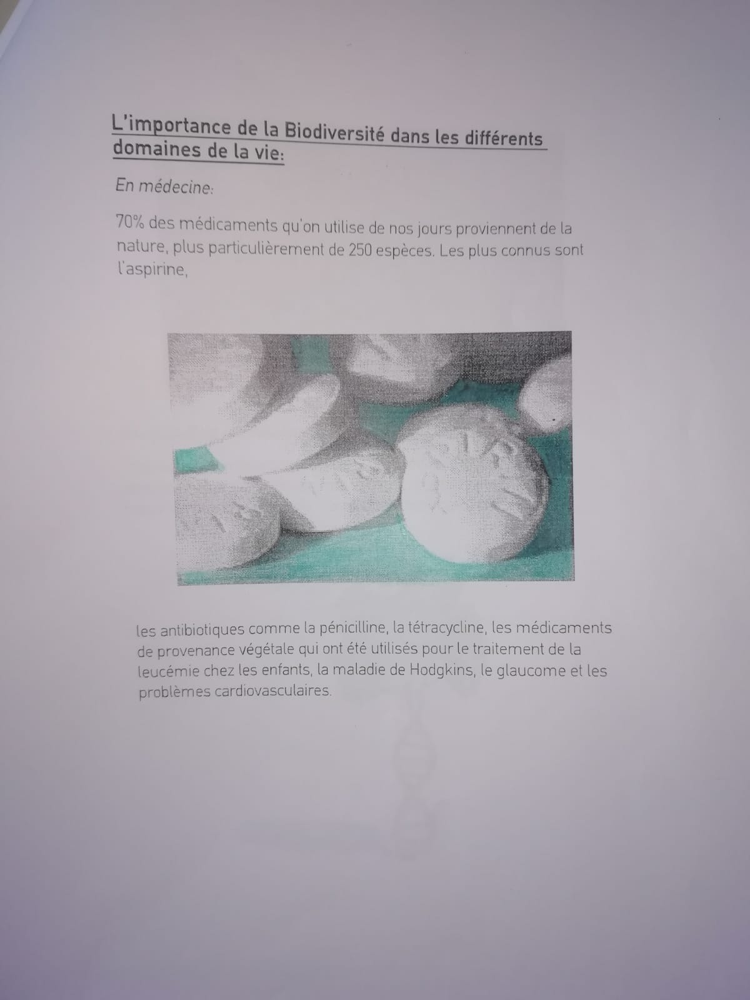 L'importance de la Biodiversité dans les différents
domaines de la vie:
En médecine:
70% des médicaments qu'on utilise de nos jours proviennent de la
nature, plus particulièrement de 250 espèces. Les plus connus sont
l'aspirine,
les antibiotiques comme la pénicilline, la tétracycline, les médicaments
de provenance végétale qui ont été utilisés pour le traitement de la
leucémie chez les enfants, la maladie de Hodgkins, le glaucome et les
problèmes cardiovasculaires.